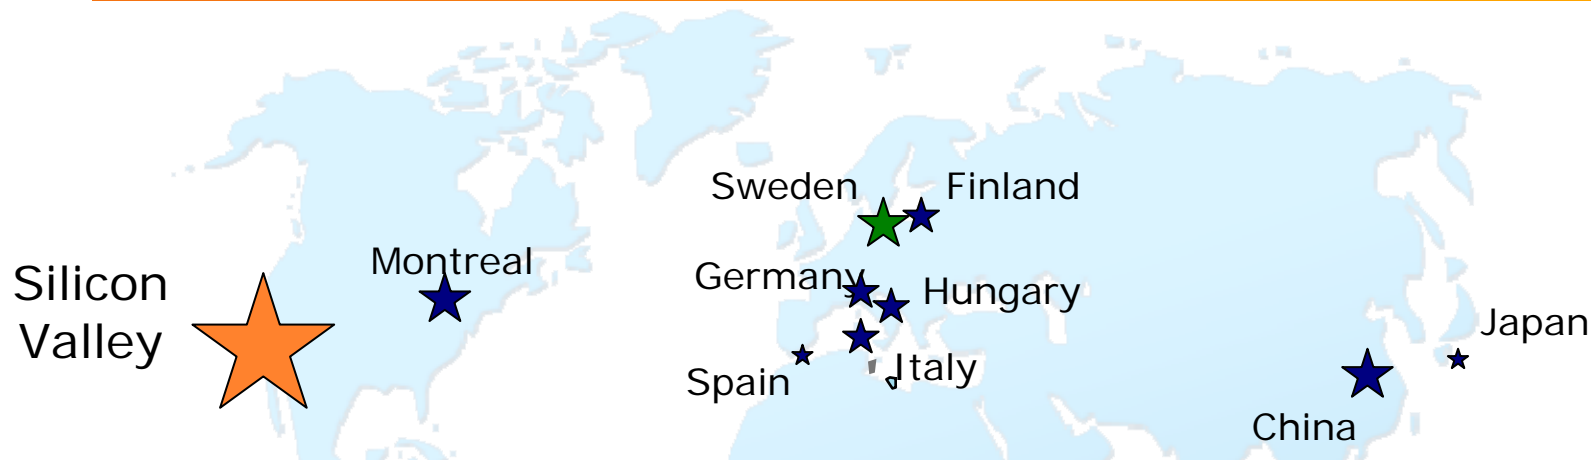 Sweden
Finland
Montreal
Silicon
Valley
Germany
Hungary
Japan
Italy
Spain
China